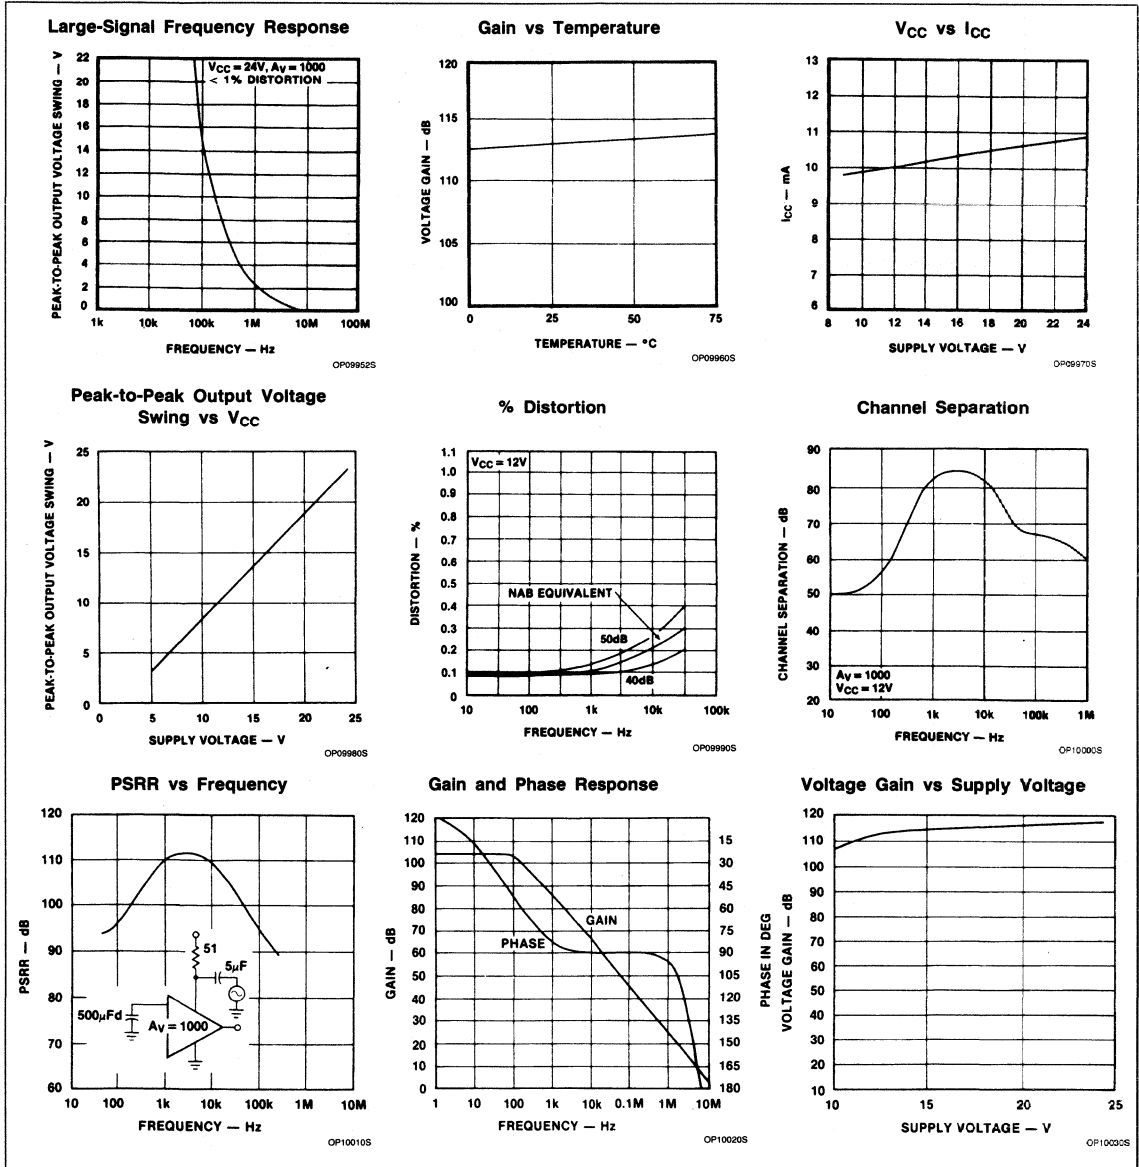 Large-Signal Frequency Response
PEAK-TO-PEAK OUTPUT VOLTAGE SWING — V
22
20
18
16
14
12
10
8
6
4
2
0
VCC = 24V, AV = 1000
< 1% DISTORTION
1k 10k 100k 1M 10M 100M
FREQUENCY — Hz
OP09952S
Gain vs Temperature
VOLTAGE GAIN — dB
120
115
110
105
100
0 25 50 75
TEMPERATURE — °C
OP09960S
VCC vs ICC
ICC — mA
13
12
11
10
9
8
7
6
8 10 12 14 16 18 20 22 24
SUPPLY VOLTAGE — V
OP09970S
Peak-to-Peak Output Voltage
Swing vs VCC
PEAK-TO-PEAK OUTPUT VOLTAGE SWING — V
25
20
15
10
5
0
0 5 10 15 20 25
SUPPLY VOLTAGE — V
OP09980S
% Distortion
DISTORTION — %
1.1
1.0
0.9
0.8
0.7
0.6
0.5
0.4
0.3
0.2
0.1
0
VCC = 12V
NAB EQUIVALENT
50dB
40dB
10 100 1k 10k 100k
FREQUENCY — Hz
OP09990S
Channel Separation
CHANNEL SEPARATION — dB
90
80
70
60
50
40
30
20
AV = 1000
VCC = 12V
10 100 1k 10k 100k 1M
FREQUENCY — Hz
OP10000S
PSRR vs Frequency
PSRR — dB
120
110
100
90
80
70
60
51
5µF
500µFd
AV = 1000
10 100 1k 10k 100k 1M 10M
FREQUENCY — Hz
OP10010S
Gain and Phase Response
GAIN — dB
120
110
100
90
80
70
60
50
40
30
20
10
0
GAIN
PHASE
15
30
45
60
75
90
105
120
135
150
165
180
PHASE IN DEG
1 10 100 1k 10k 0.1M 1M 10M
FREQUENCY — Hz
OP10020S
Voltage Gain vs Supply Voltage
VOLTAGE GAIN — dB
120
110
100
90
80
70
60
50
40
30
20
10
10 15 20 25
SUPPLY VOLTAGE — V
OP10030S